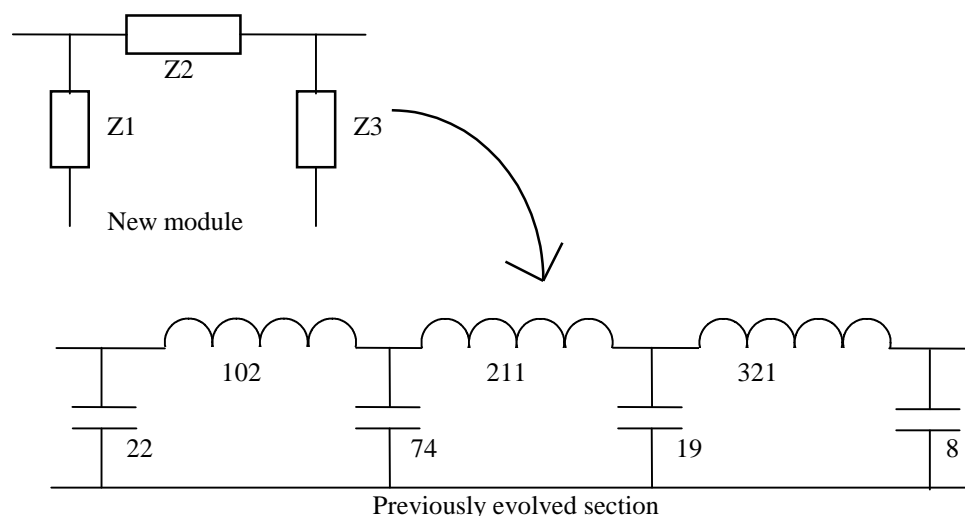 Z2
Z1
Z3
New module
102
211
321
22
74
19
8
Previously evolved section